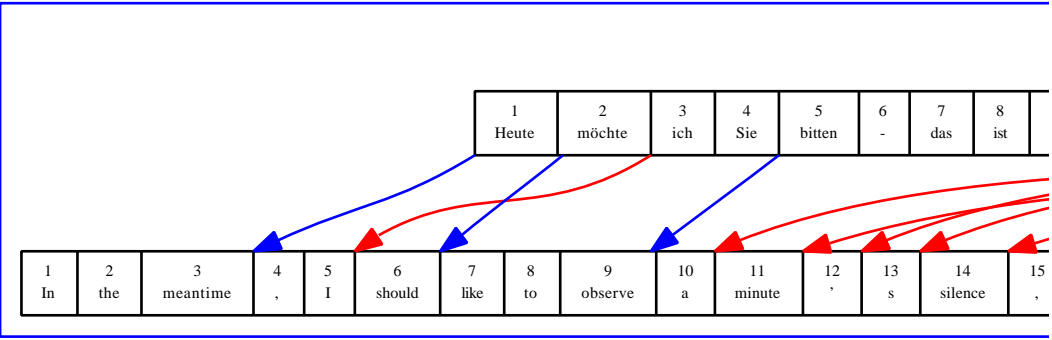 1 2 3 4 5 6 7 8
Heute möchte ich Sie bitten - das ist
1 2 3 4 5 6 7 8 9 10 11 12 13 14 15
In the meantime , I should like to observe a minute ’ s silence ,